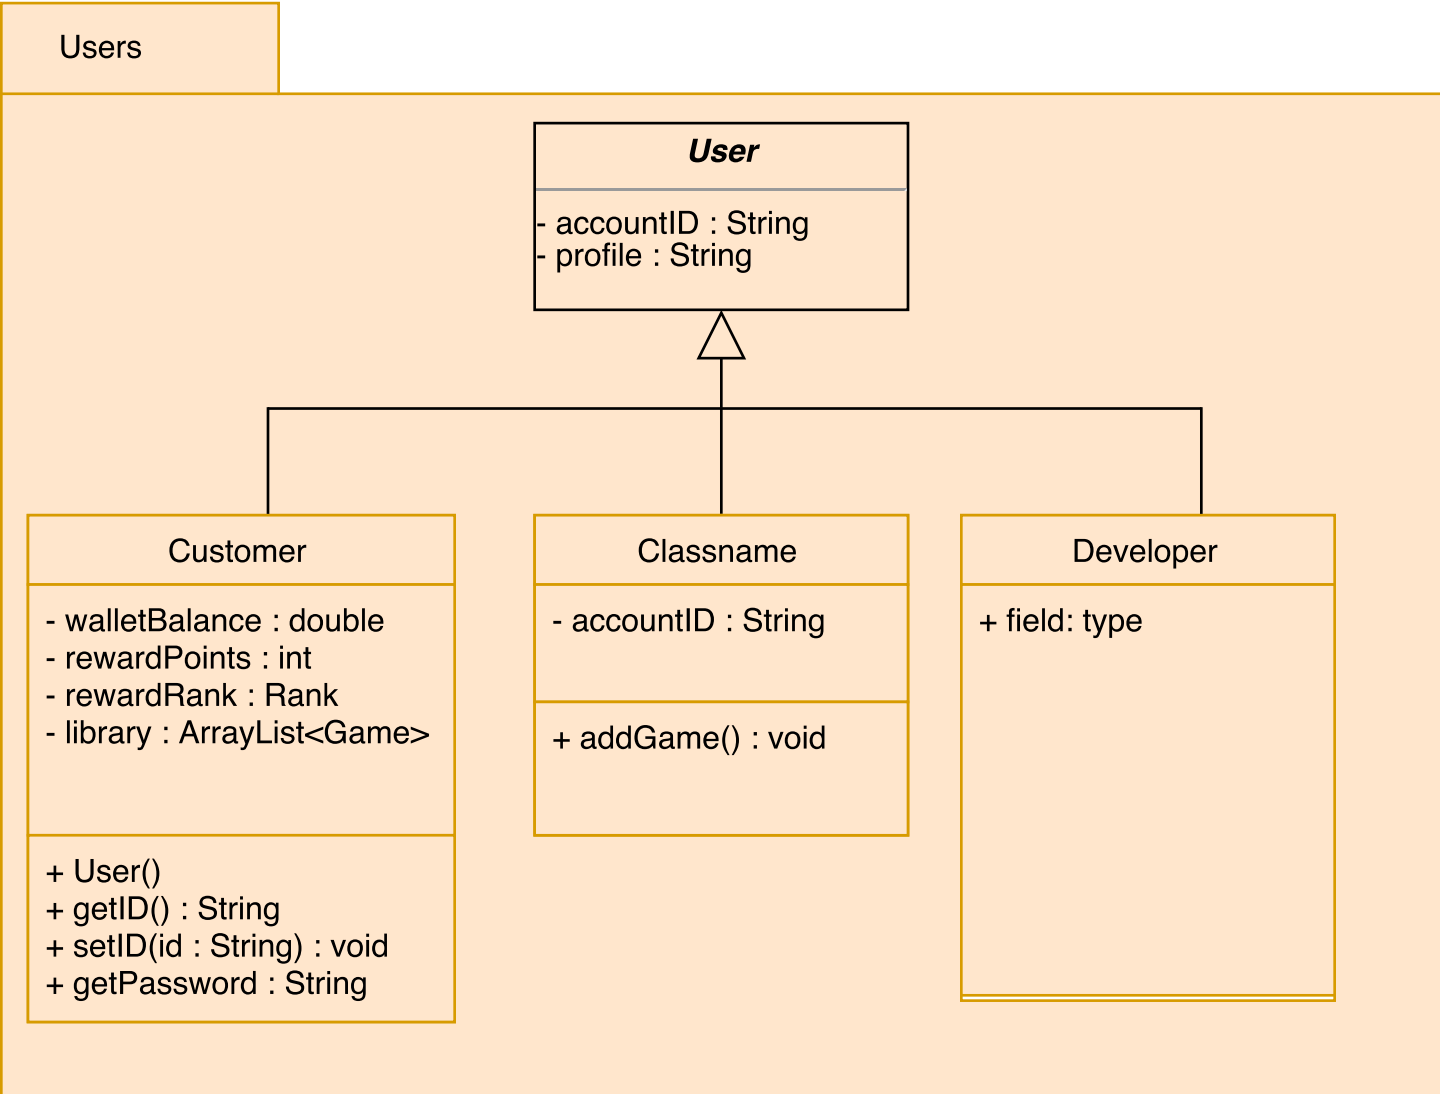 Users
User
- accountID : String
- profile : String
Customer
- walletBalance : double
- rewardPoints : int
- rewardRank : Rank
- library : ArrayList<Game>
+ User()
+ getID() : String
+ setID(id : String) : void
+ getPassword : String
Classname
- accountID : String
+ addGame() : void
Developer
+ field: type